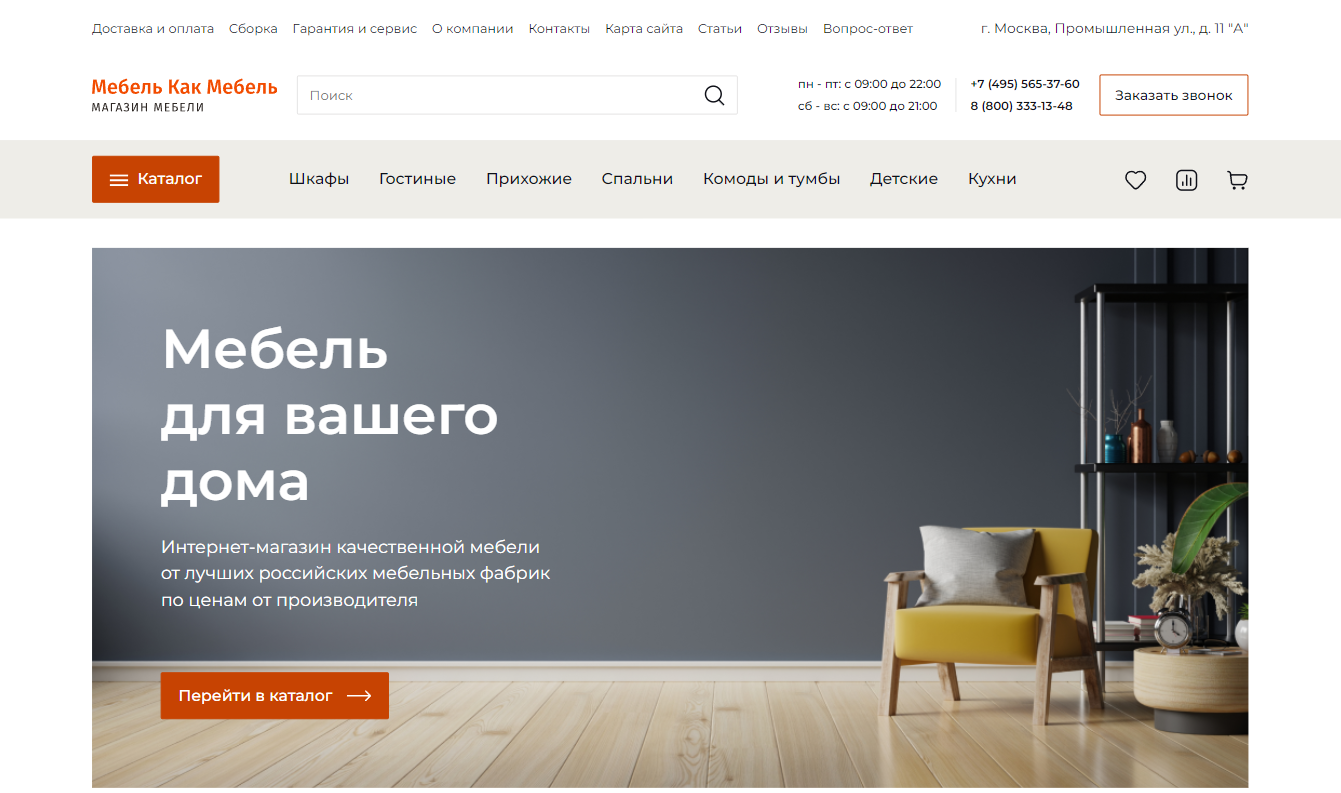 Доставка и оплата Сборка Гарантия и сервис О компании Контакты Карта сайта Статьи Отзывы Вопрос-ответ г. Москва, Промышленная ул., д. 11 "А"
Мебель Как Мебель
МАГАЗИН МЕБЕЛИ
Поиск
пн - пт: с 09:00 до 22:00
сб - вс: с 09:00 до 21:00
+7 (495) 565-37-60
8 (800) 333-13-48
Заказать звонок
Каталог Шкафы Гостиные Прихожие Спальни Комоды и тумбы Детские Кухни
Мебель
для вашего
дома
Интернет-магазин качественной мебели
от лучших российских мебельных фабрик
по ценам от производителя
Перейти в каталог